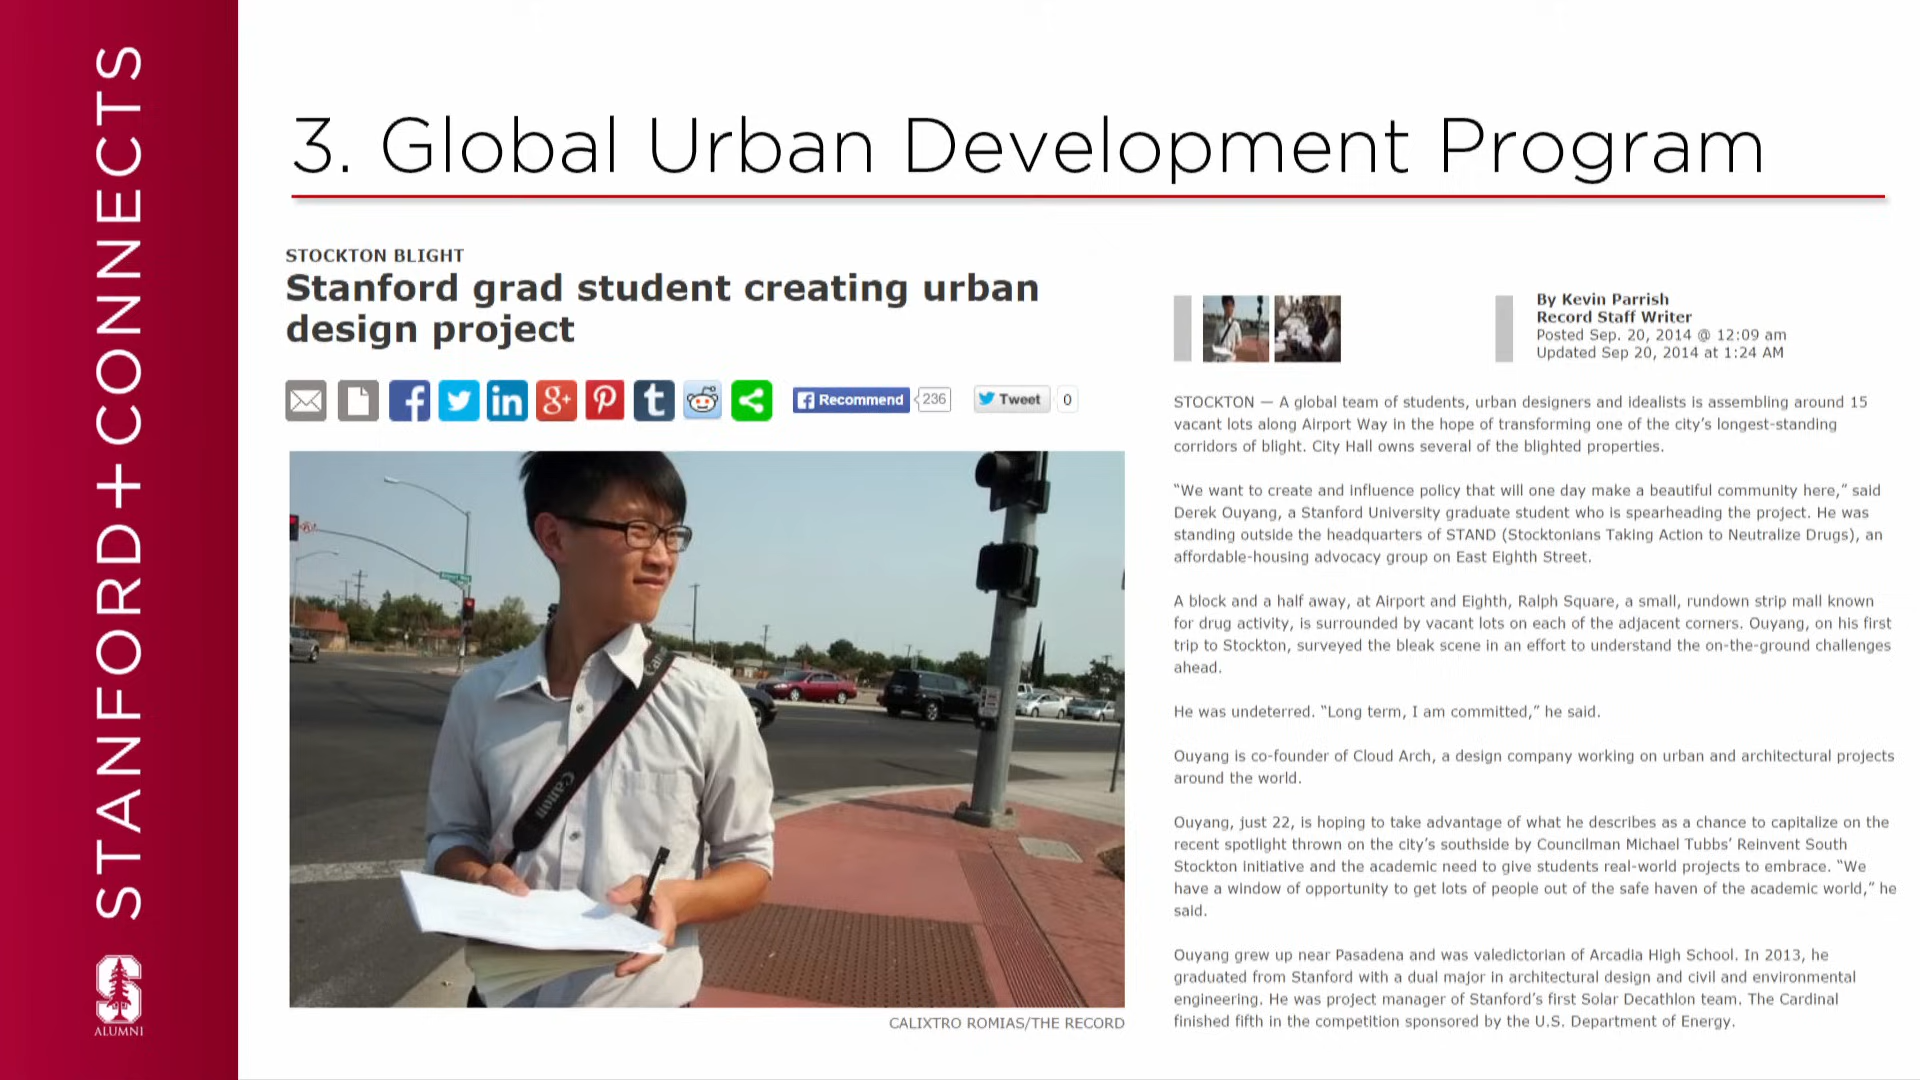 STANFORD+CONNECTS
S
ALUMNI
3. Global Urban Development Program
STOCKTON BLIGHT
Stanford grad student creating urban
design project
Recommend 236
Tweet 0
Canon
CALIXTRO ROMIAS/THE RECORD
By Kevin Parrish
Record Staff Writer
Posted Sep. 20, 2014 @ 12:09 am
Updated Sep 20, 2014 at 1:24 AM
STOCKTON — A global team of students, urban designers and idealists is assembling around 15
vacant lots along Airport Way in the hope of transforming one of the city’s longest-standing
corridors of blight. City Hall owns several of the blighted properties.
“We want to create and influence policy that will one day make a beautiful community here,” said
Derek Ouyang, a Stanford University graduate student who is spearheading the project. He was
standing outside the headquarters of STAND (Stocktonians Taking Action to Neutralize Drugs), an
affordable-housing advocacy group on East Eighth Street.
A block and a half away, at Airport and Eighth, Ralph Square, a small, rundown strip mall known
for drug activity, is surrounded by vacant lots on each of the adjacent corners. Ouyang, on his first
trip to Stockton, surveyed the bleak scene in an effort to understand the on-the-ground challenges
ahead.
He was undeterred. “Long term, I am committed,” he said.
Ouyang is co-founder of Cloud Arch, a design company working on urban and architectural projects
around the world.
Ouyang, just 22, is hoping to take advantage of what he describes as a chance to capitalize on the
recent spotlight thrown on the city’s southside by Councilman Michael Tubbs’ Reinvent South
Stockton initiative and the academic need to give students real-world projects to embrace. “We
have a window of opportunity to get lots of people out of the safe haven of the academic world,” he
said.
Ouyang grew up near Pasadena and was valedictorian of Arcadia High School. In 2013, he
graduated from Stanford with a dual major in architectural design and civil and environmental
engineering. He was project manager of Stanford’s first Solar Decathlon team. The Cardinal
finished fifth in the competition sponsored by the U.S. Department of Energy.